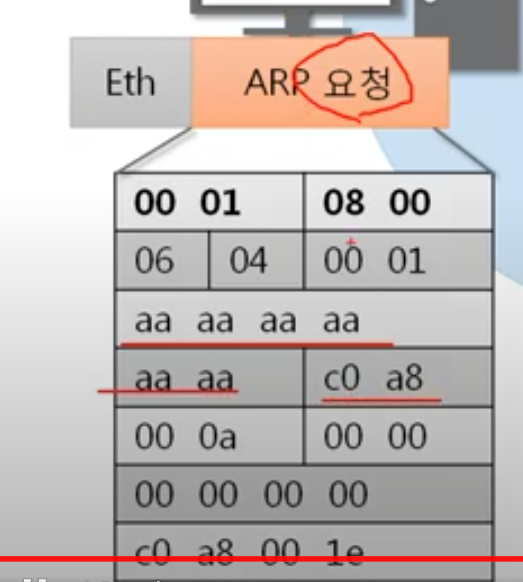 Eth ARP 요청
00 01 08 00
06 04 00 01
aa aa aa aa
aa aa c0 a8
00 0a 00 00
00 00 00 00
c0 a8 00 1e